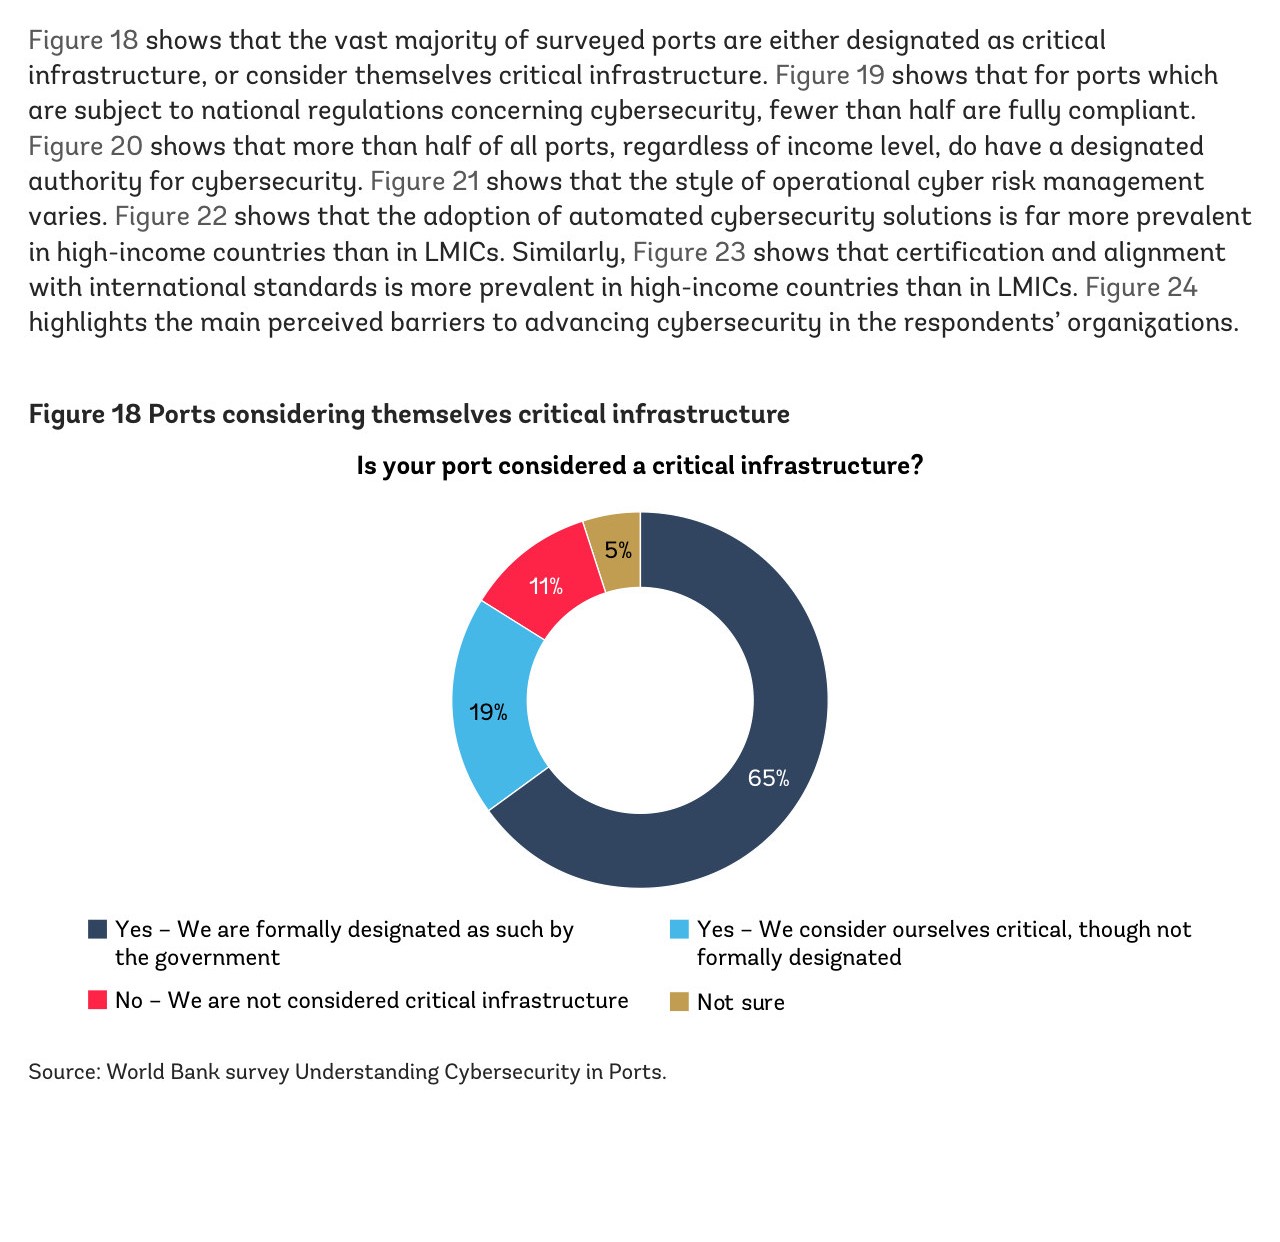 Figure 18 shows that the vast majority of surveyed ports are either designated as critical
infrastructure, or consider themselves critical infrastructure. Figure 19 shows that for ports which
are subject to national regulations concerning cybersecurity, fewer than half are fully compliant.
Figure 20 shows that more than half of all ports, regardless of income level, do have a designated
authority for cybersecurity. Figure 21 shows that the style of operational cyber risk management
varies. Figure 22 shows that the adoption of automated cybersecurity solutions is far more prevalent
in high-income countries than in LMICs. Similarly, Figure 23 shows that certification and alignment
with international standards is more prevalent in high-income countries than in LMICs. Figure 24
highlights the main perceived barriers to advancing cybersecurity in the respondents’ organizations.
Figure 18 Ports considering themselves critical infrastructure
Is your port considered a critical infrastructure?
5%
11%
19%
65%
Yes – We are formally designated as such by
the government
Yes – We consider ourselves critical, though not
formally designated
No – We are not considered critical infrastructure
Not sure
Source: World Bank survey Understanding Cybersecurity in Ports.